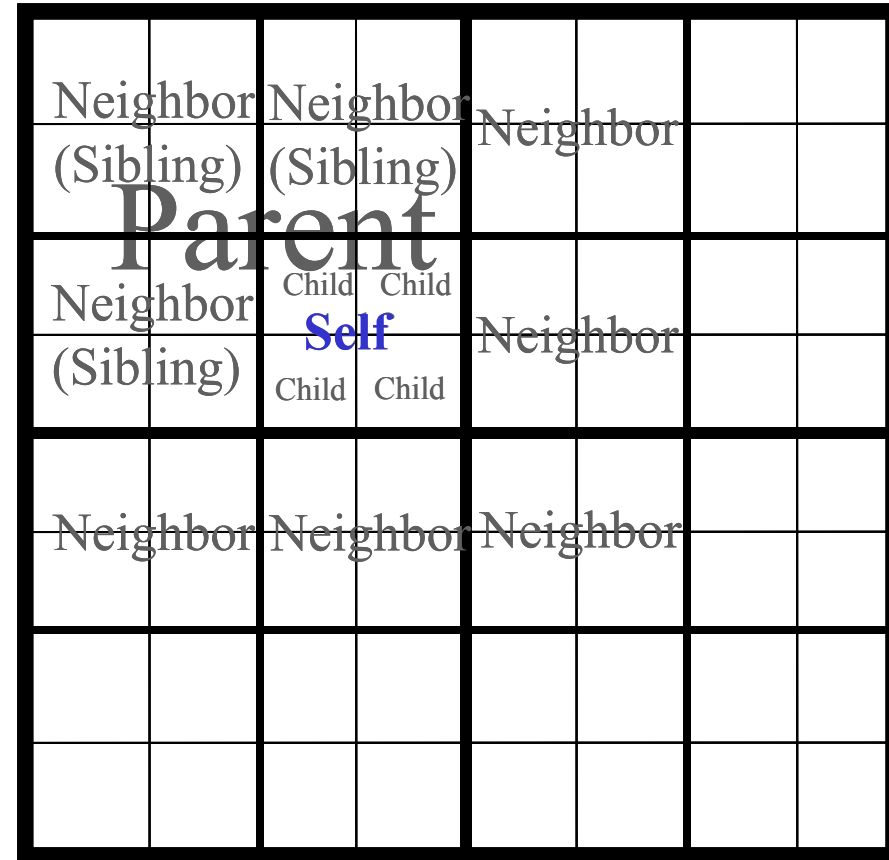 Neighbor Neighbor Neighbor
(Sibling) (Sibling)
Parent
Neighbor Child Child
Self Neighbor
(Sibling) Child Child
Neighbor Neighbor Neighbor